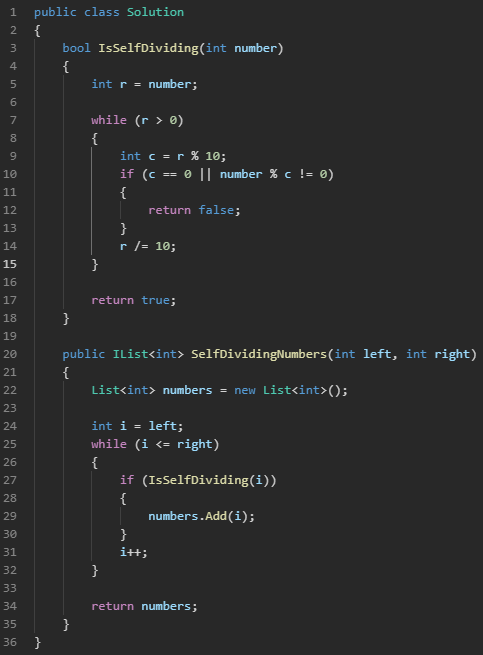 1 public class Solution
2 {
3     bool IsSelfDividing(int number)
4     {
5         int r = number;
6
7         while (r > 0)
8         {
9             int c = r % 10;
10             if (c == 0 || number % c != 0)
11             {
12                 return false;
13             }
14             r /= 10;
15         }
16
17         return true;
18     }
19
20     public IList<int> SelfDividingNumbers(int left, int right)
21     {
22         List<int> numbers = new List<int>();
23
24         int i = left;
25         while (i <= right)
26         {
27             if (IsSelfDividing(i))
28             {
29                 numbers.Add(i);
30             }
31             i++;
32         }
33
34         return numbers;
35     }
36 }